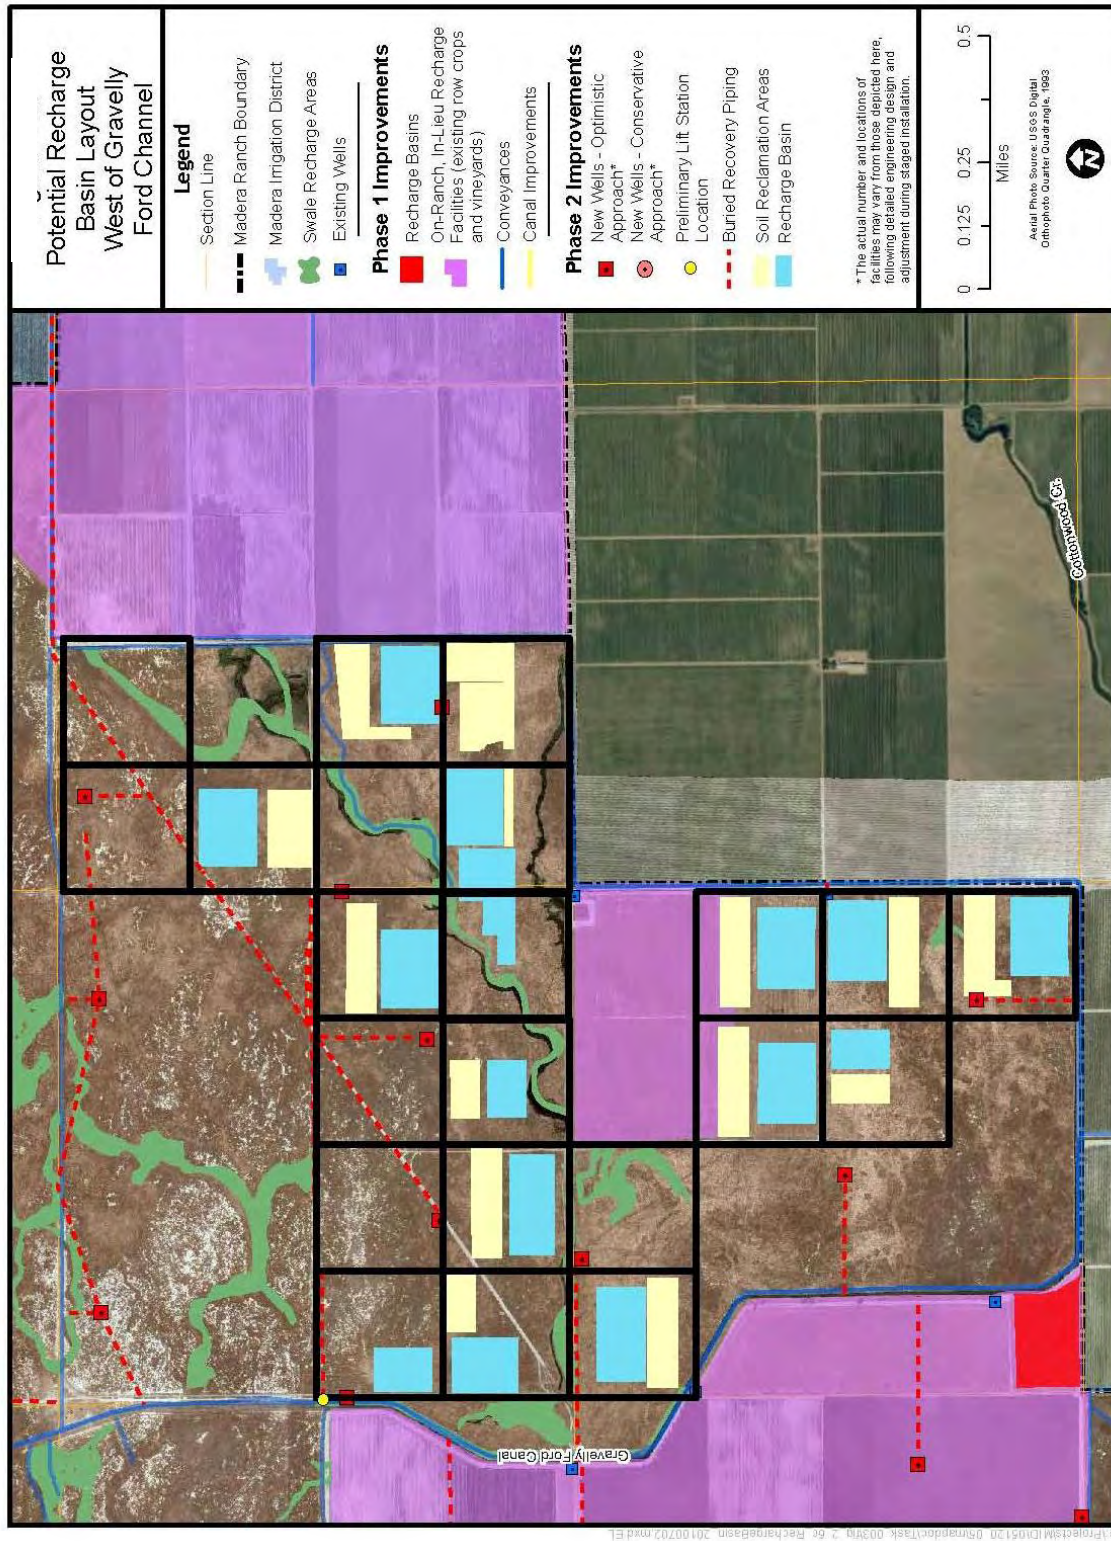 Potential Recharge
Basin Layout
West of Gravelly
Ford Channel
Legend
Section Line
Madera Ranch Boundary
Madera Irrigation District
Swale Recharge Areas
Existing Wells
Phase 1 Improvements
Recharge Basins
On-Ranch, In-Lieu Recharge
Facilities (existing row crops
and vineyards)
Conveyances
Canal Improvements
Phase 2 Improvements
New Wells - Optimistic
Approach*
New Wells - Conservative
Approach*
Preliminary Lift Station
Location
Buried Recovery Piping
Soil Reclamation Areas
Recharge Basin
* The actual number and locations of
facilities may vary from those depicted here,
following detailed engineering design and
adjustment during staged installation.
0 0.125 0.25 0.5
Miles
Aerial Photo Source: USGS Digital
Orthophoto Quarter Quadrangle, 1993
N
Cottonwood Cr.
Gravelly Ford Canal